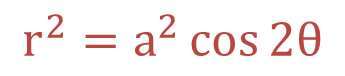 r² = a² cos 2θ